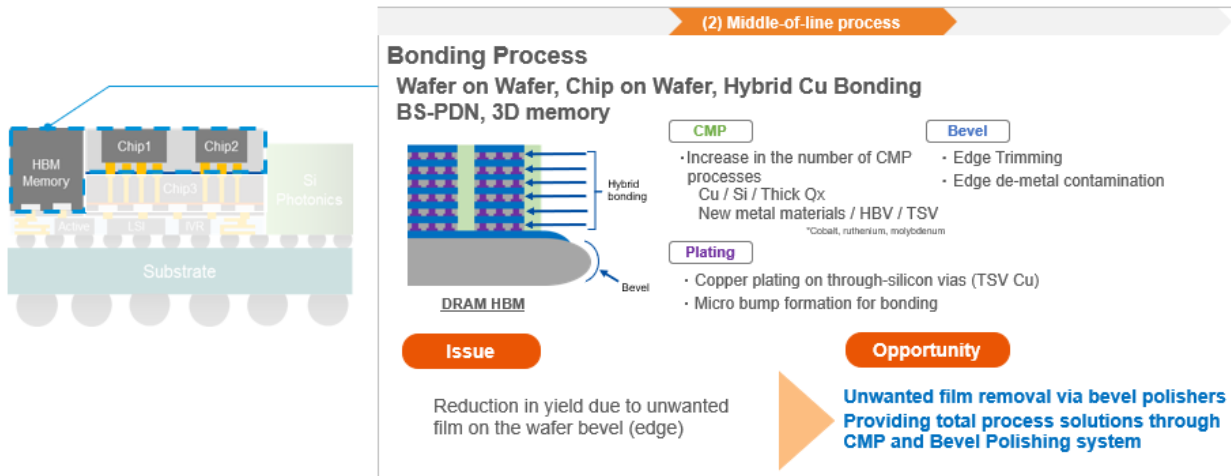 (2) Middle-of-line process
Bonding Process
Wafer on Wafer, Chip on Wafer, Hybrid Cu Bonding
BS-PDN, 3D memory
HBM
Memory
Chip1
Chip2
Chip3
Si
Photonics
Active
LSI
IVR
Substrate
Hybrid
bonding
Bevel
DRAM HBM
CMP
・Increase in the number of CMP
processes
Cu / Si / Thick Qx
New metal materials / HBV / TSV
*Cobalt, ruthenium, molybdenum
Bevel
・Edge Trimming
・Edge de-metal contamination
Plating
・Copper plating on through-silicon vias (TSV Cu)
・Micro bump formation for bonding
Issue
Reduction in yield due to unwanted
film on the wafer bevel (edge)
Opportunity
Unwanted film removal via bevel polishers
Providing total process solutions through
CMP and Bevel Polishing system